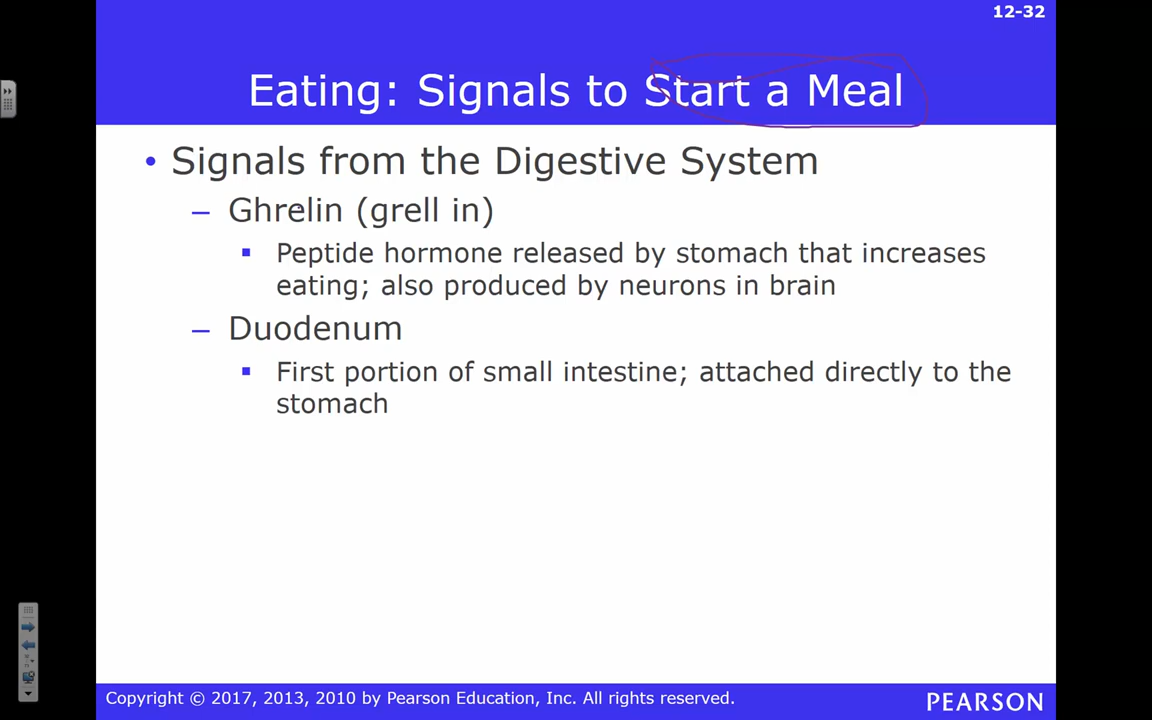 12-32
Eating: Signals to Start a Meal
• Signals from the Digestive System
– Ghrelin (grell in)
▪ Peptide hormone released by stomach that increases
eating; also produced by neurons in brain
– Duodenum
▪ First portion of small intestine; attached directly to the
stomach
Copyright © 2017, 2013, 2010 by Pearson Education, Inc. All rights reserved.
PEARSON